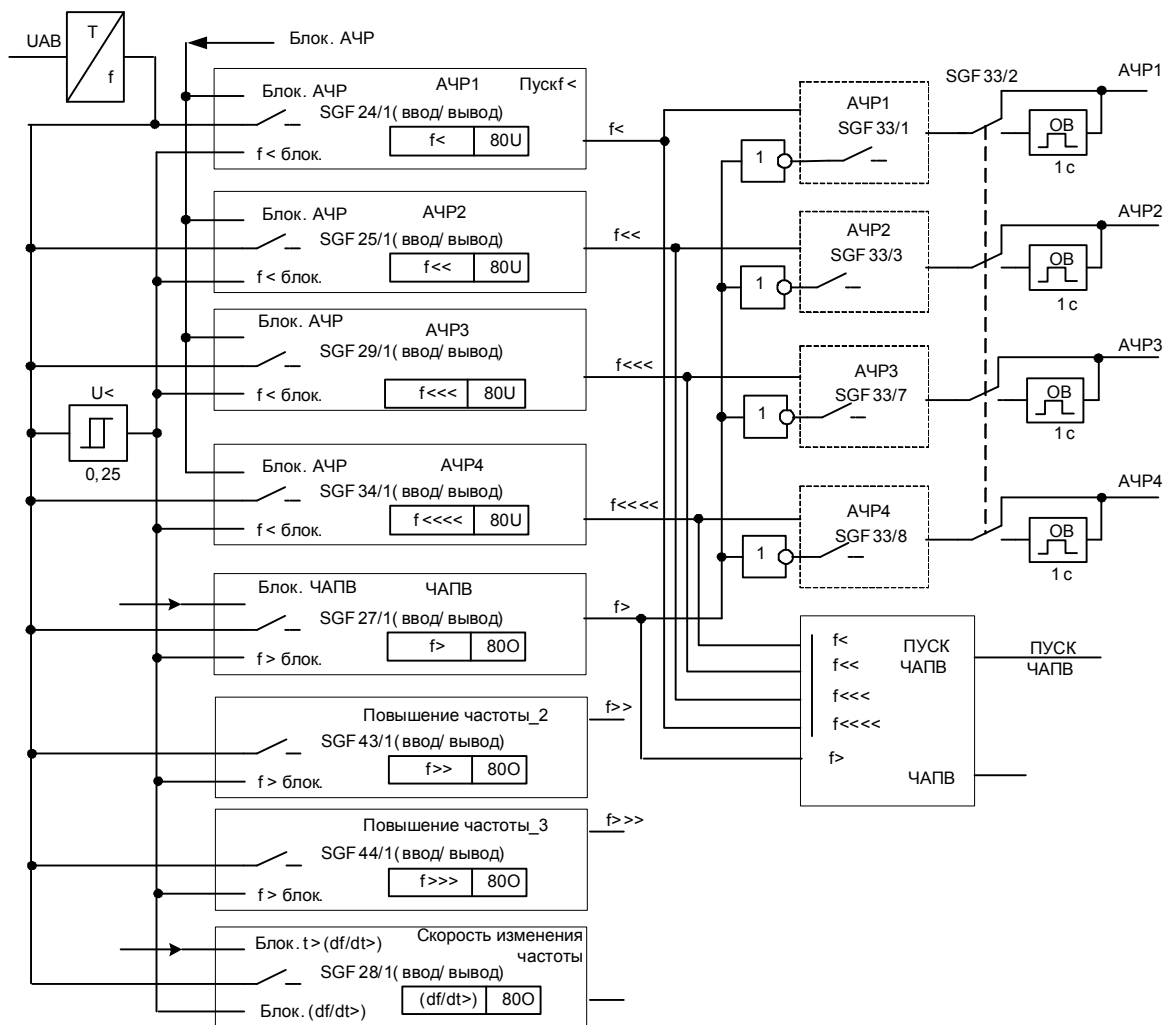 UAB
T
f
Блок. АЧР
Блок. АЧР
АЧР1
Пуск f <
SGF 24/1( ввод/ вывод)
f<
80U
f < блок.
f<
Блок. АЧР
АЧР2
SGF 25/1( ввод/ вывод)
f<<
80U
f < блок.
f<<
Блок. АЧР
АЧР3
SGF 29/1( ввод/ вывод)
f<<<
80U
f < блок.
f<<<
U<
0,25
Блок. АЧР
АЧР4
SGF 34/1( ввод/ вывод)
f<<<<
80U
f < блок.
f<<<<
Блок. ЧАПВ
ЧАПВ
SGF 27/1( ввод/ вывод)
f>
80O
f > блок.
f>
Повышение частоты_2
SGF 43/1( ввод/ вывод)
f>>
80O
f > блок.
f>>
Повышение частоты_3
SGF 44/1( ввод/ вывод)
f>>>
80O
f > блок.
f>>>
Блок. t > (df/dt>)
Скорость изменения
частоты
SGF 28/1( ввод/ вывод)
(df/dt>)
80O
Блок. (df/dt>)
АЧР1
SGF 33/1
1
SGF 33/2
ОВ
1 с
АЧР1
АЧР2
SGF 33/3
1
ОВ
1 с
АЧР2
АЧР3
SGF 33/7
1
ОВ
1 с
АЧР3
АЧР4
SGF 33/8
1
ОВ
1 с
АЧР4
f<
f<<
f<<<
f<<<<
f>
ПУСК
ЧАПВ
ЧАПВ
ПУСК
ЧАПВ